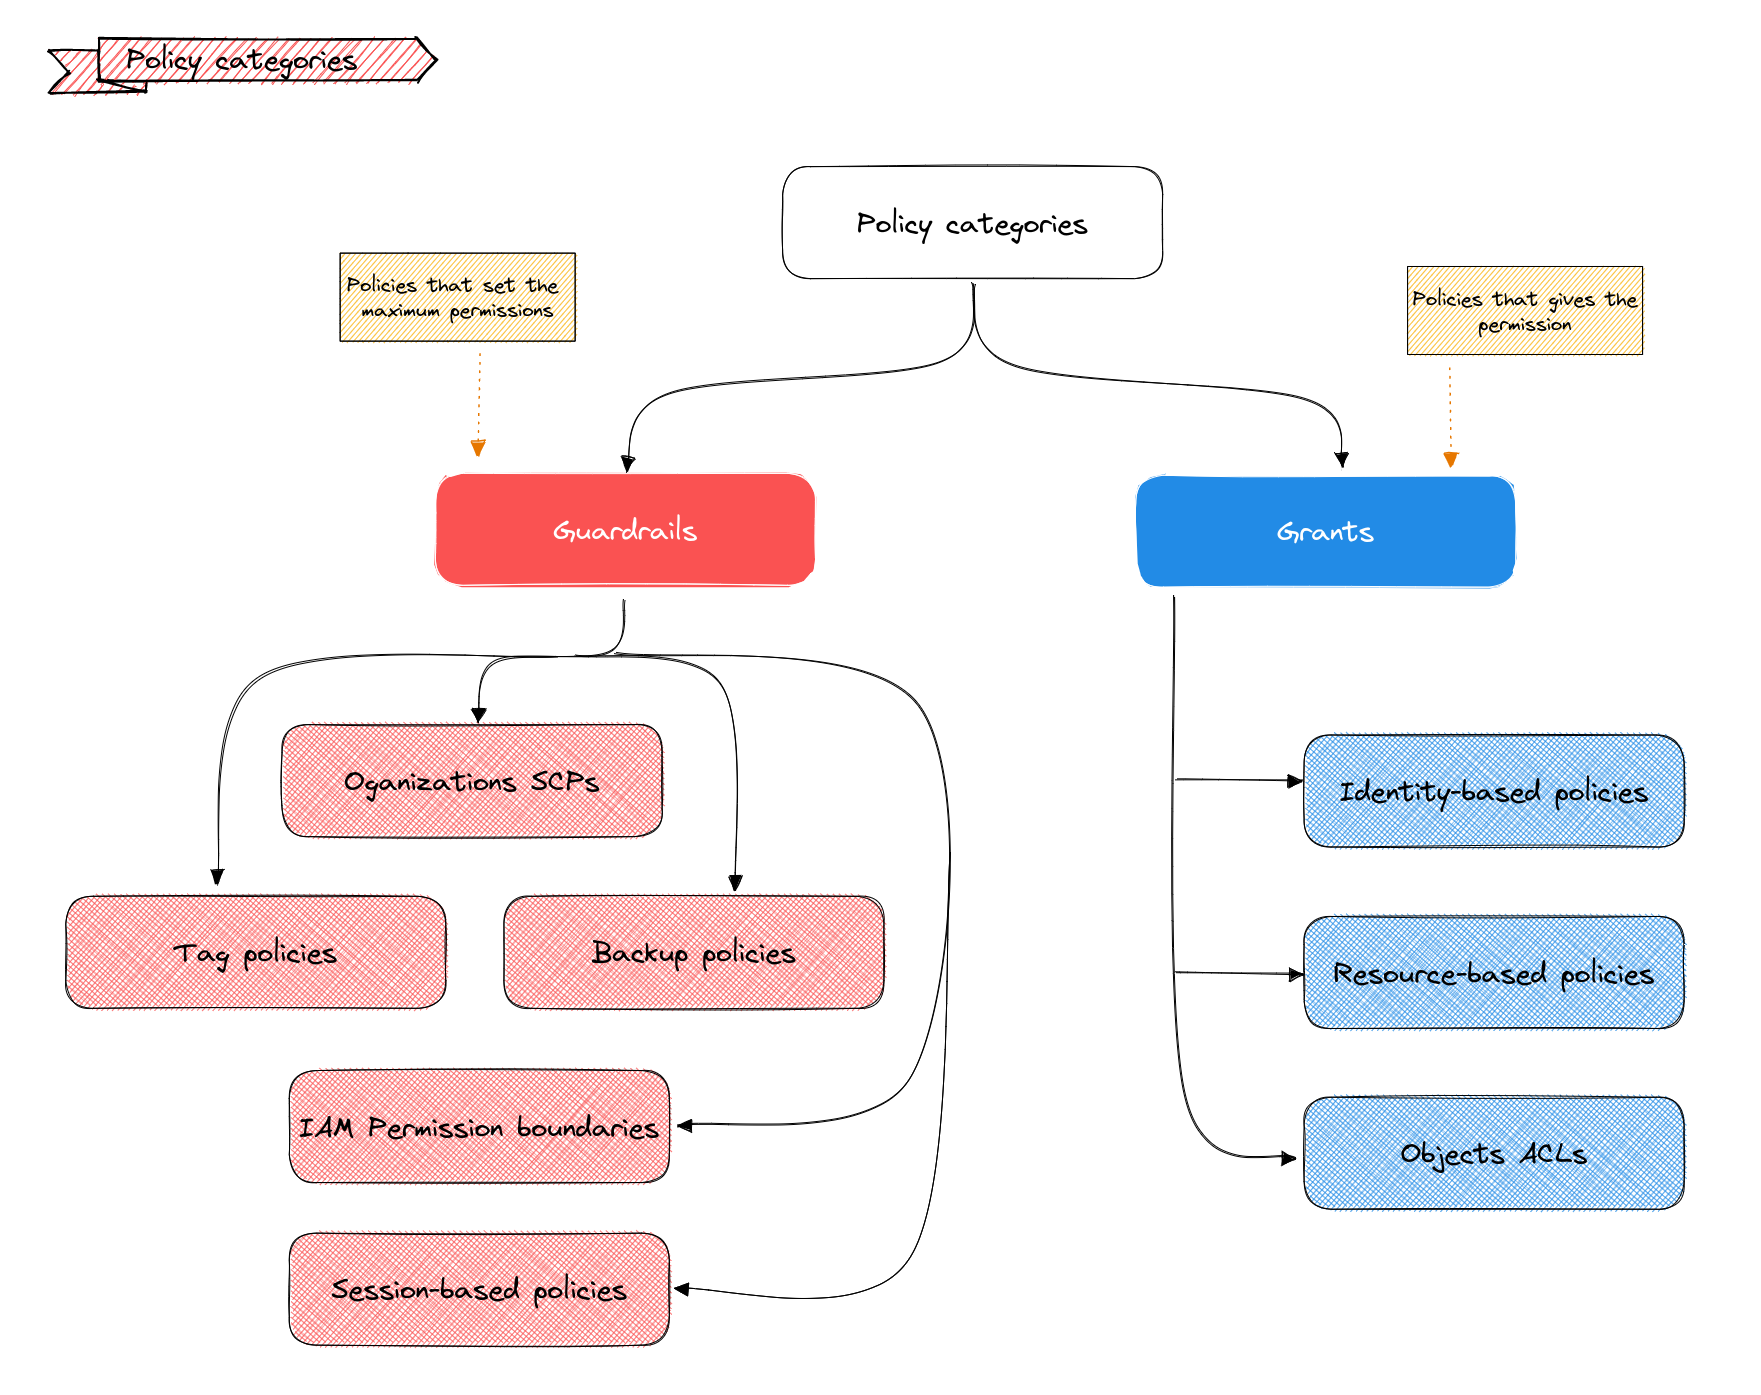 Policy categories
Policy categories
Policies that set the
maximum permissions
Policies that gives the
permission
Guardrails
Grants
Oganizations SCPs
Tag policies
Backup policies
IAM Permission boundaries
Session-based policies
Identity-based policies
Resource-based policies
Objects ACLs